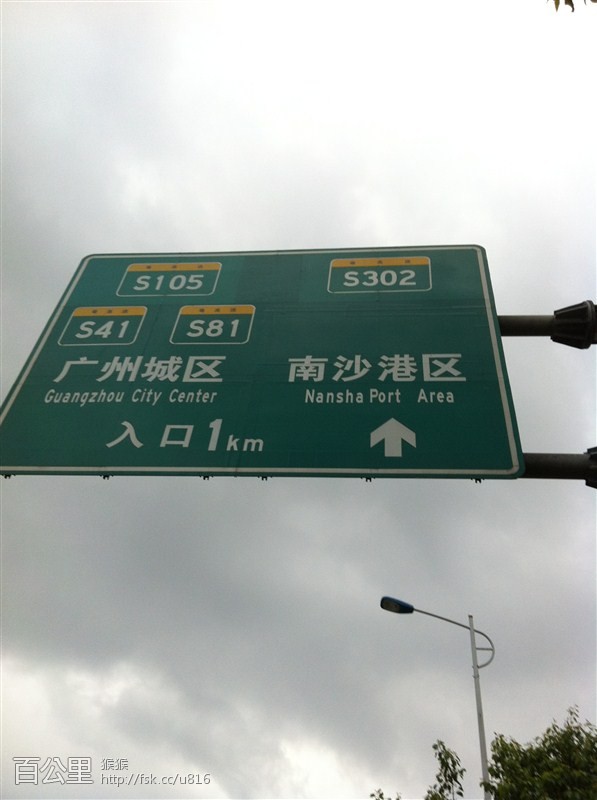 S105
S302
S41
S81
广州城区
Guangzhou City Center
入口1km
南沙港区
Nansha Port Area
百公里
猴猴
http://fsk.cc/u816